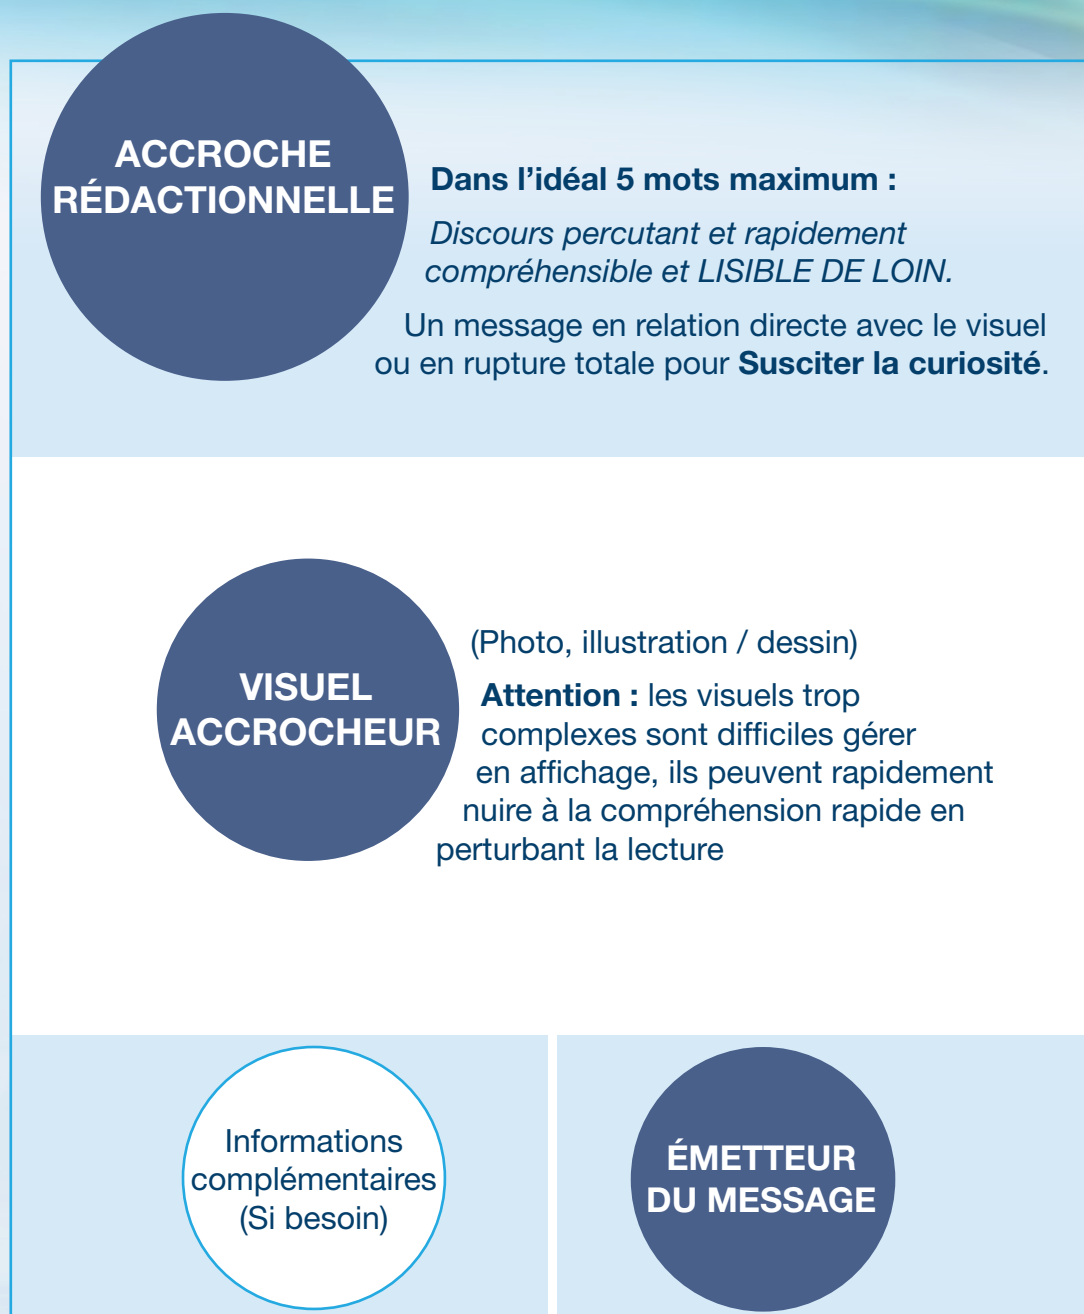 ACCROCHE
RÉDACTIONNELLE
Dans l’idéal 5 mots maximum :
Discours percutant et rapidement
compréhensible et LISIBLE DE LOIN.
Un message en relation directe avec le visuel
ou en rupture totale pour Susciter la curiosité.
VISUEL
ACCROCHEUR
(Photo, illustration / dessin)
Attention : les visuels trop
complexes sont difficiles gérer
en affichage, ils peuvent rapidement
nuire à la compréhension rapide en
perturbant la lecture
Informations
complémentaires
(Si besoin)
ÉMETTEUR
DU MESSAGE